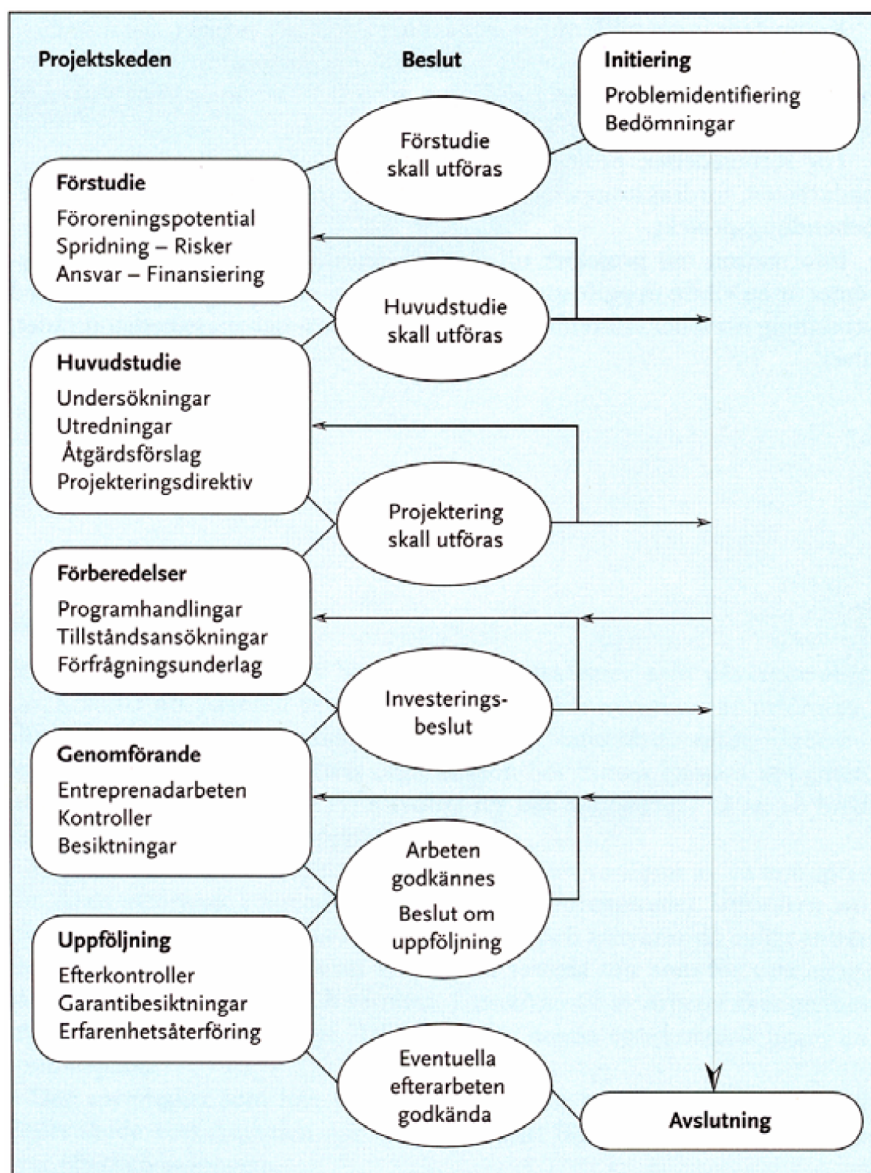 Projektskeden
Beslut
Initiering
Problemidentifiering
Bedömningar
Förstudie
skall utföras
Förstudie
Föroreningspotential
Spridning – Risker
Ansvar – Finansiering
Huvudstudie
skall utföras
Huvudstudie
Undersökningar
Utredningar
Åtgärdsförslag
Projekteringsdirektiv
Projektering
skall utföras
Förberedelser
Programhandlingar
Tillståndsansökningar
Förfrågningsunderlag
Investerings-
beslut
Genomförande
Entreprenadarbeten
Kontroller
Besiktningar
Arbeten
godkännes
Beslut om
uppföljning
Uppföljning
Efterkontroller
Garantibesiktningar
Erfarenhetsåterföring
Eventuella
efterarbeten
godkända
Avslutning